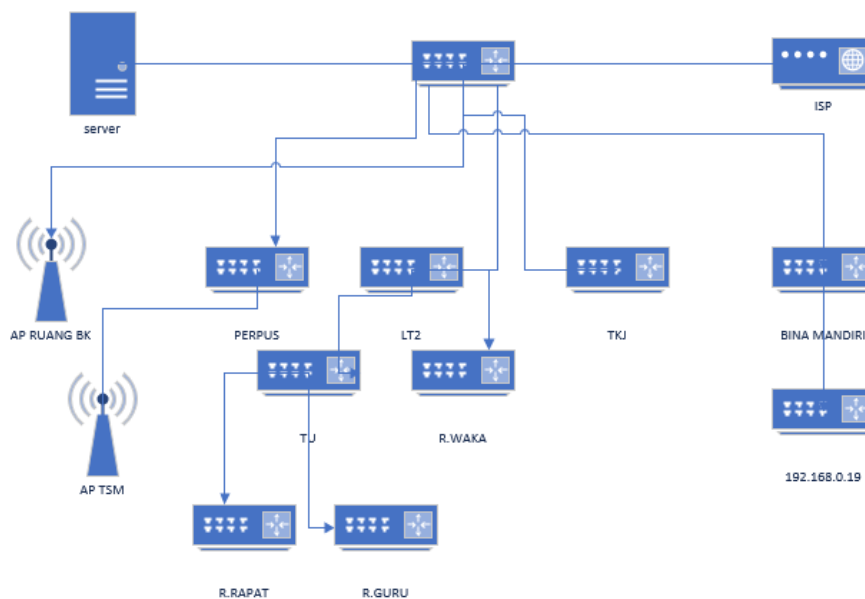 ISP
server
AP RUANG BK
PERPUS
LT2
TKJ
BINA MANDIRI
TU
R.WAKA
AP TSM
192.168.0.19
R.RAPAT
R.GURU